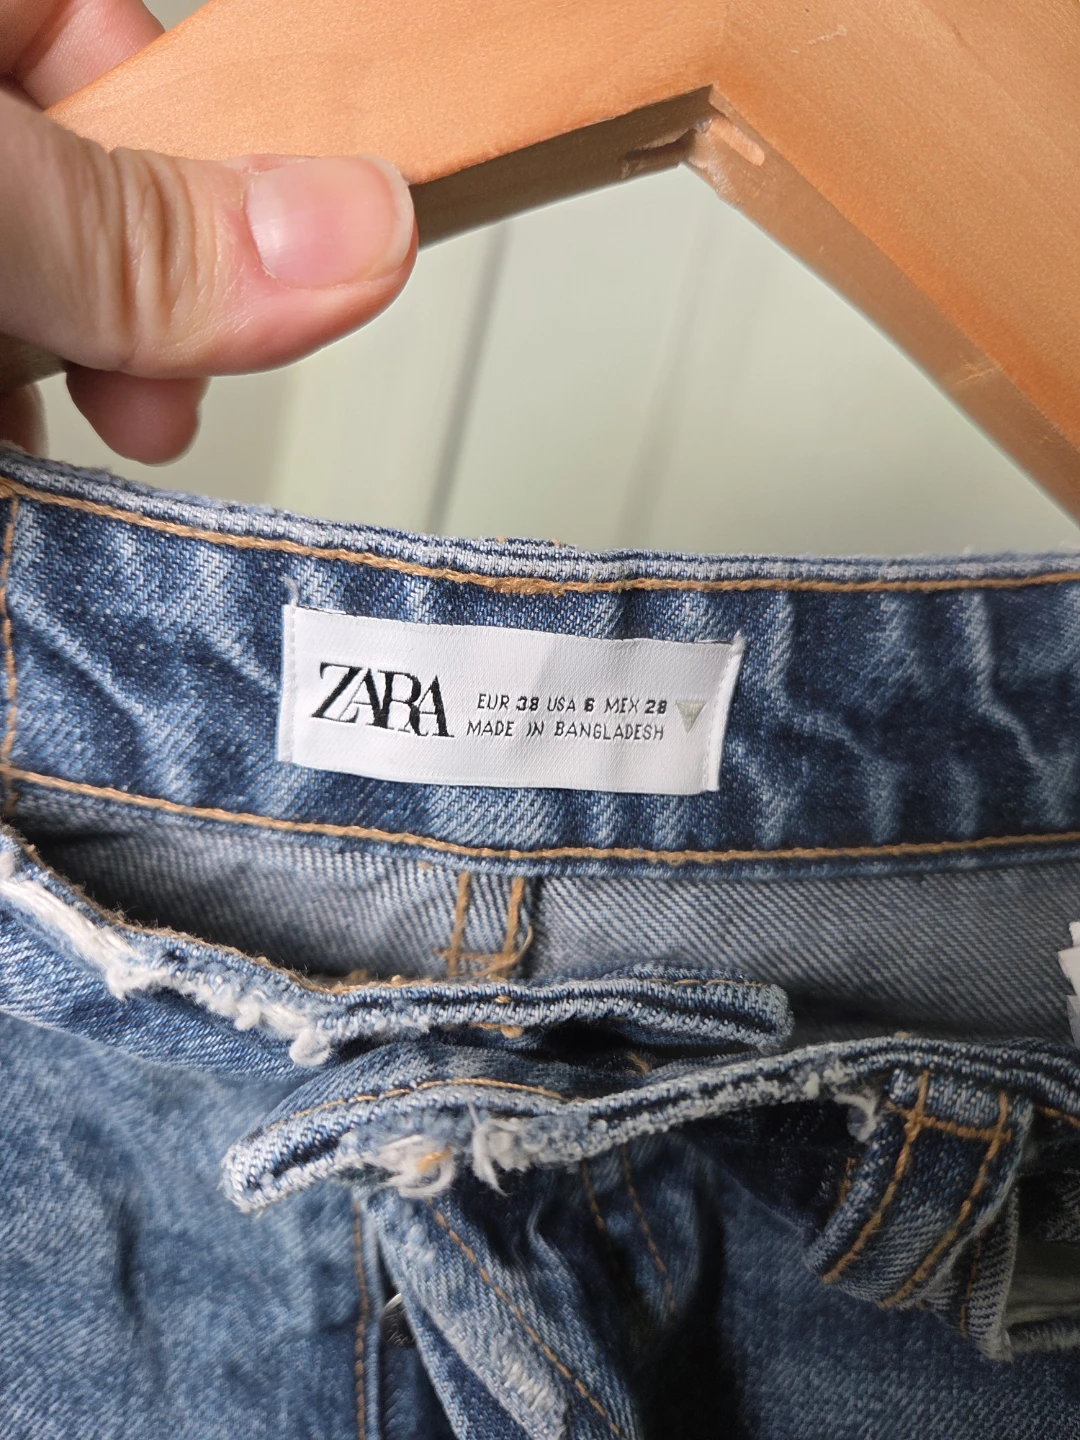 ZARA
EUR 38 USA 6 MEX 28
MADE IN BANGLADESH